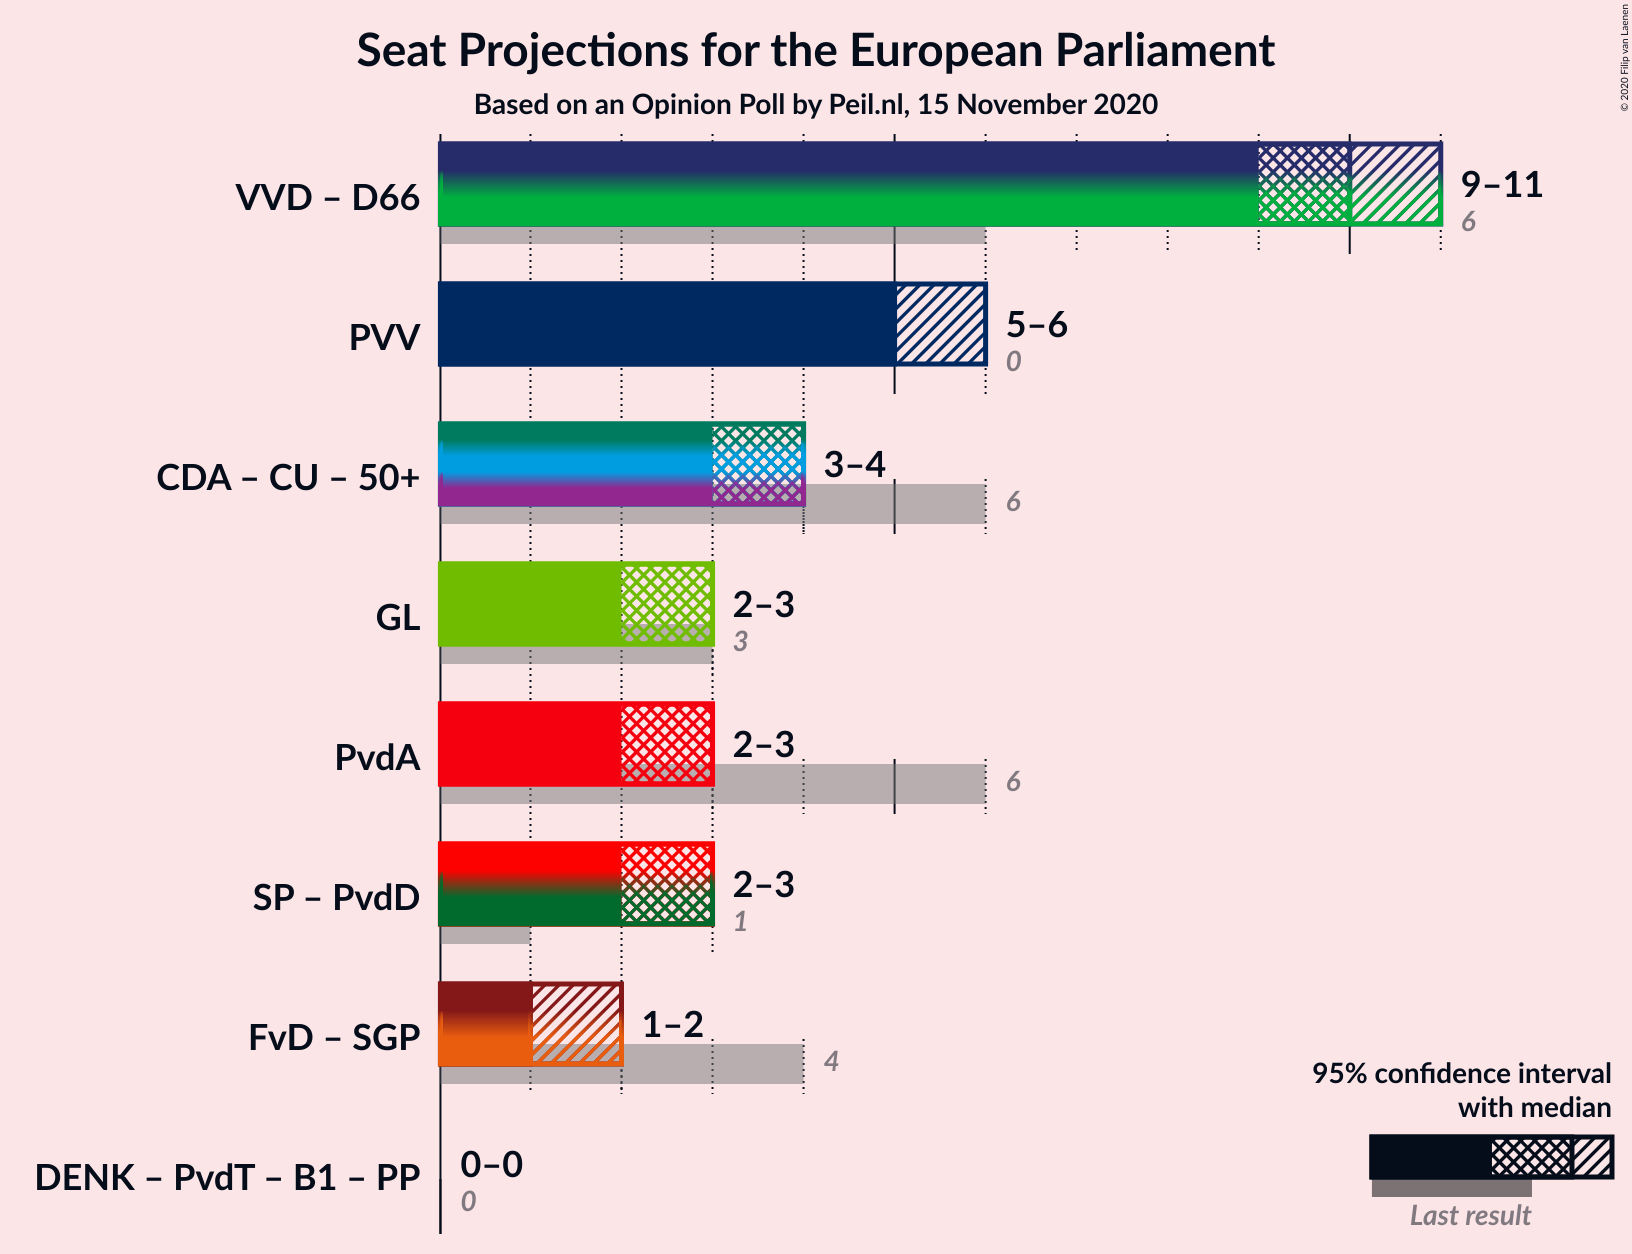 Seat Projections for the European Parliament
Based on an Opinion Poll by Peil.nl, 15 November 2020
© 2020 Filip van Laenen
VVD – D66
9–11
6
PVV
5–6
0
CDA – CU – 50+
3–4
6
GL
2–3
3
PvdA
2–3
6
SP – PvdD
2–3
1
FvD – SGP
1–2
4
DENK – PvdT – B1 – PP
0–0
0
95% confidence interval
with median
Last result